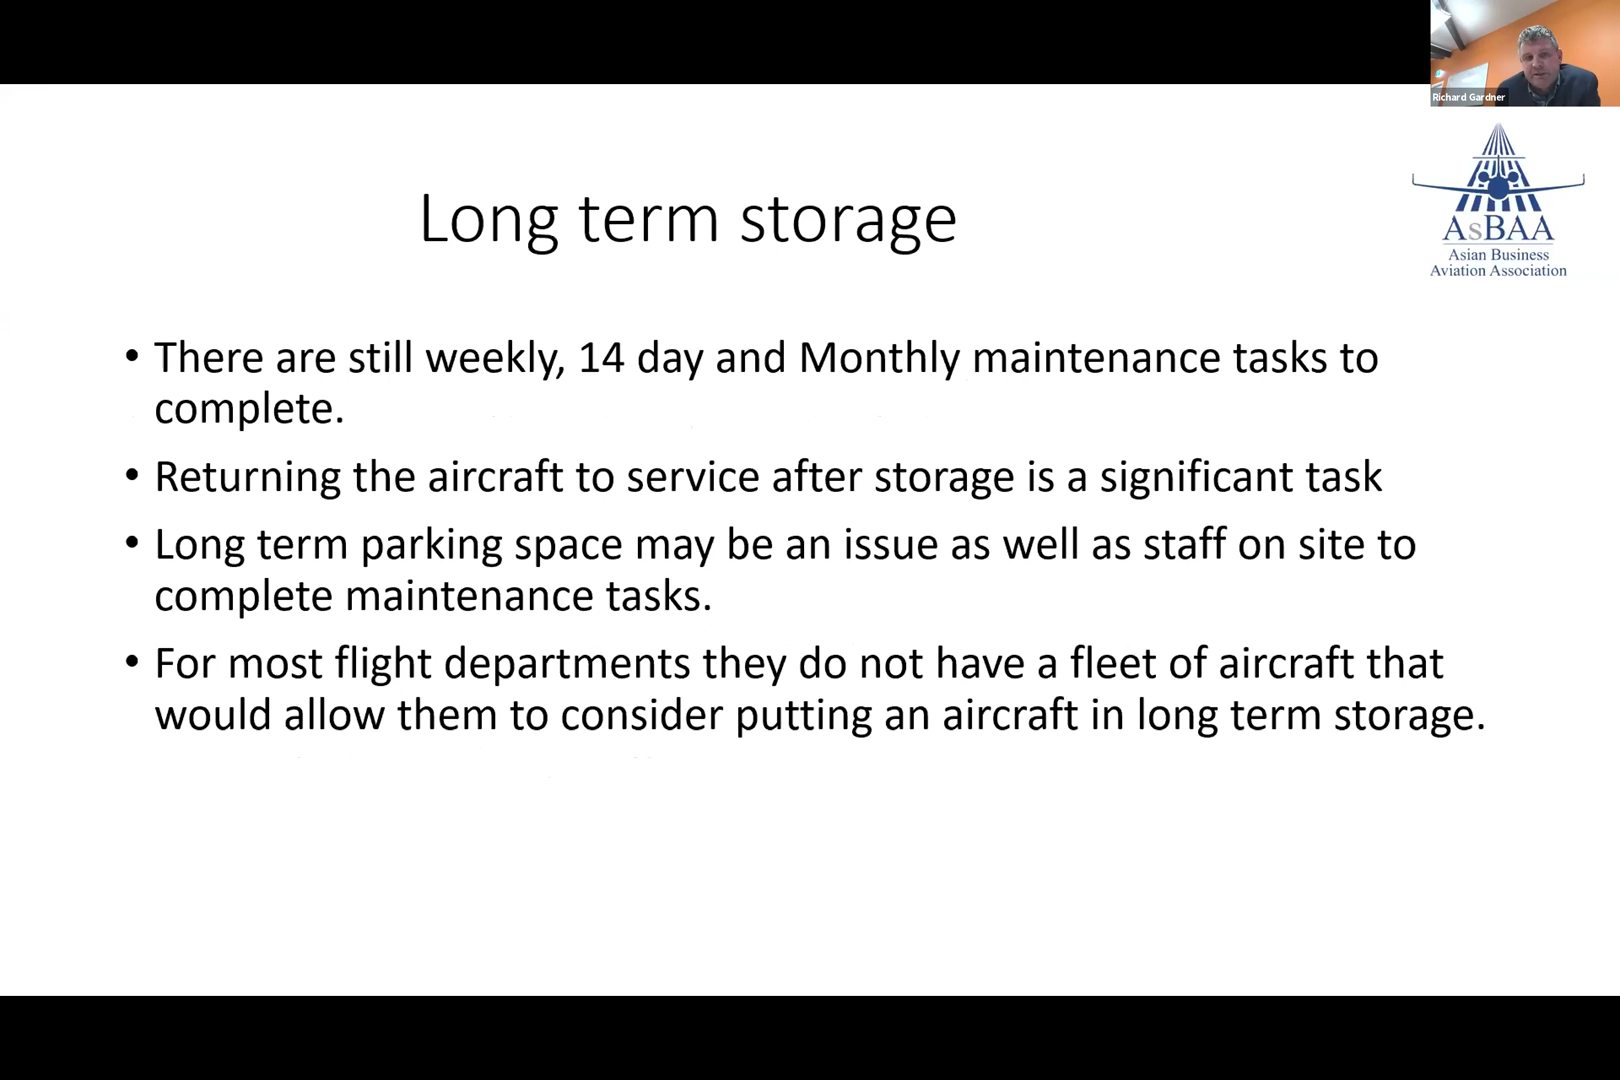 Richard Gardner
AsBAA
Asian Business
Aviation Association
Long term storage
• There are still weekly, 14 day and Monthly maintenance tasks to
complete.
• Returning the aircraft to service after storage is a significant task
• Long term parking space may be an issue as well as staff on site to
complete maintenance tasks.
• For most flight departments they do not have a fleet of aircraft that
would allow them to consider putting an aircraft in long term storage.